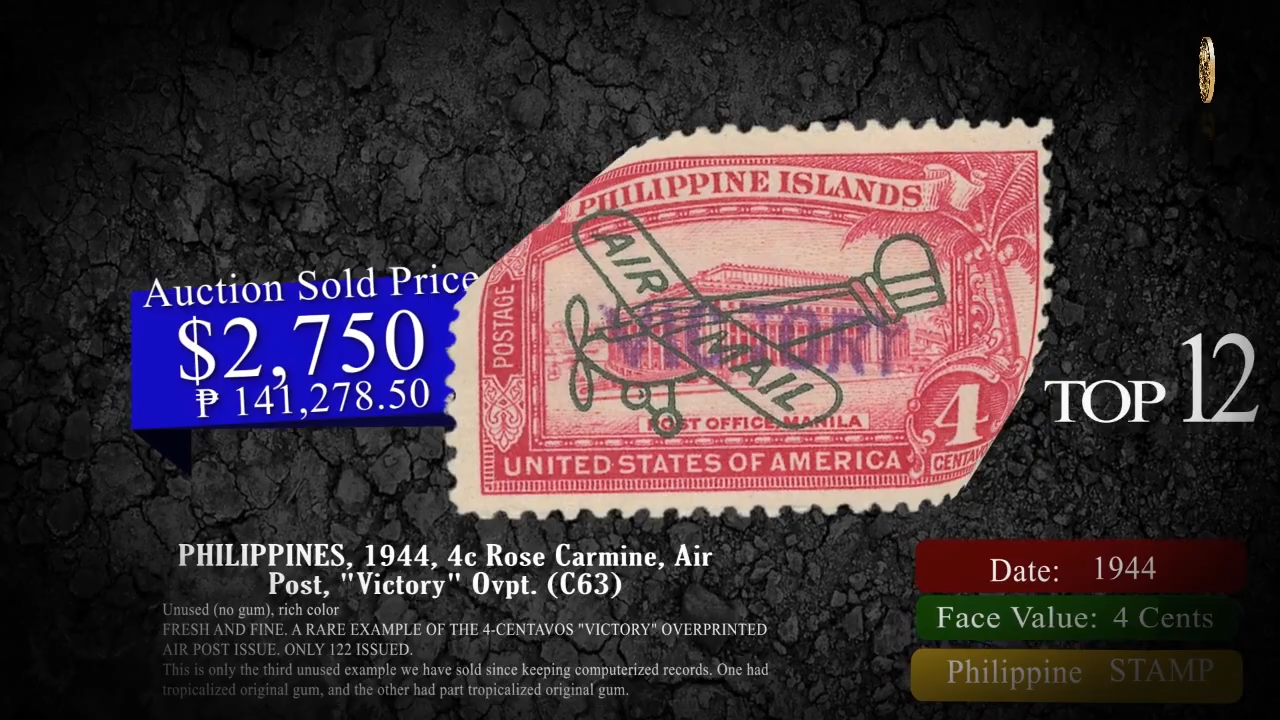 Auction Sold Price
$2,750
₱ 141,278.50
PHILIPPINE ISLANDS
AIR MAIL
POSTAGE
VICTORY
POST OFFICE, MANILA
4
CENTAV
UNITED STATES OF AMERICA
TOP 12
PHILIPPINES, 1944, 4c Rose Carmine, Air
Post, "Victory" Ovpt. (C63)
Unused (no gum), rich color
FRESH AND FINE. A RARE EXAMPLE OF THE 4-CENTAVOS "VICTORY" OVERPRINTED
AIR POST ISSUE. ONLY 122 ISSUED.
This is only the third unused example we have sold since keeping computerized records. One had
tropicalized original gum, and the other had part tropicalized original gum.
Date: 1944
Face Value: 4 Cents
Philippine STAMP